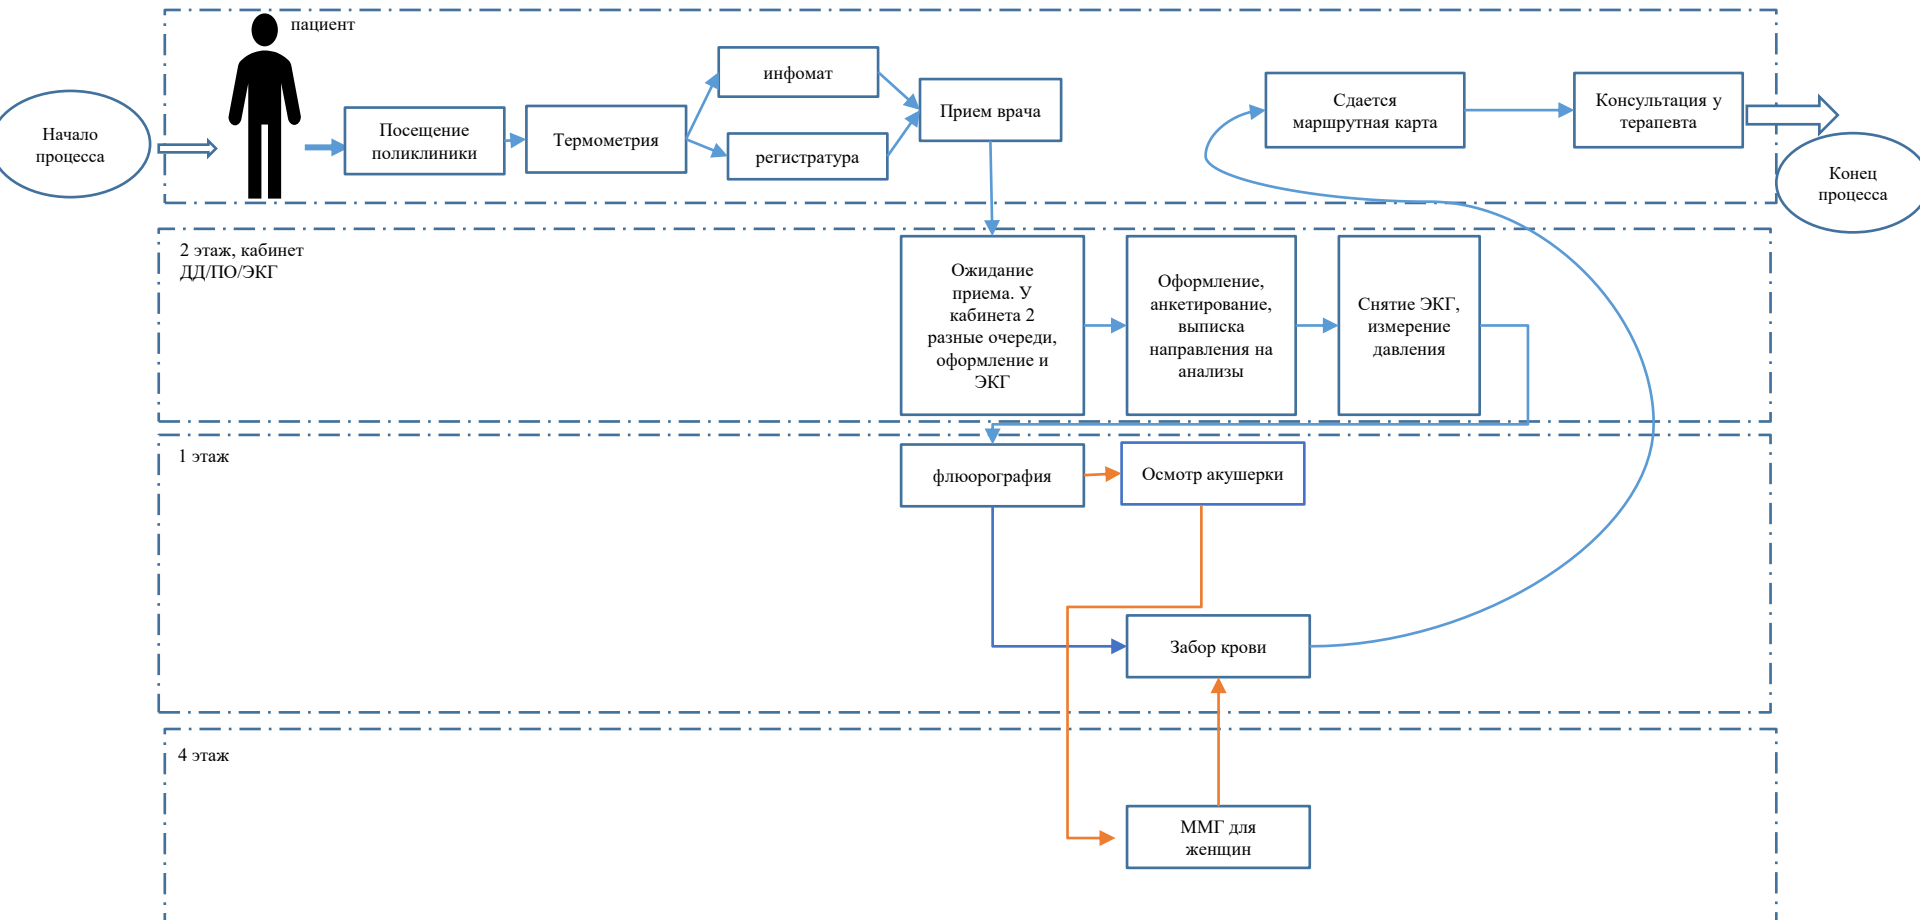 пациент
Начало
процесса
Посещение
поликлиники
Термометрия
инфомат
регистратура
Прием врача
Сдается
маршрутная карта
Консультация у
терапевта
Конец
процесса
2 этаж, кабинет
ДД/ПО/ЭКГ
Ожидание
приема. У
кабинета 2
разные очереди,
оформление и
ЭКГ
Оформление,
анкетирование,
выписка
направления на
анализы
Снятие ЭКГ,
измерение
давления
1 этаж
флюорография
Осмотр акушерки
Забор крови
4 этаж
ММГ для
женщин